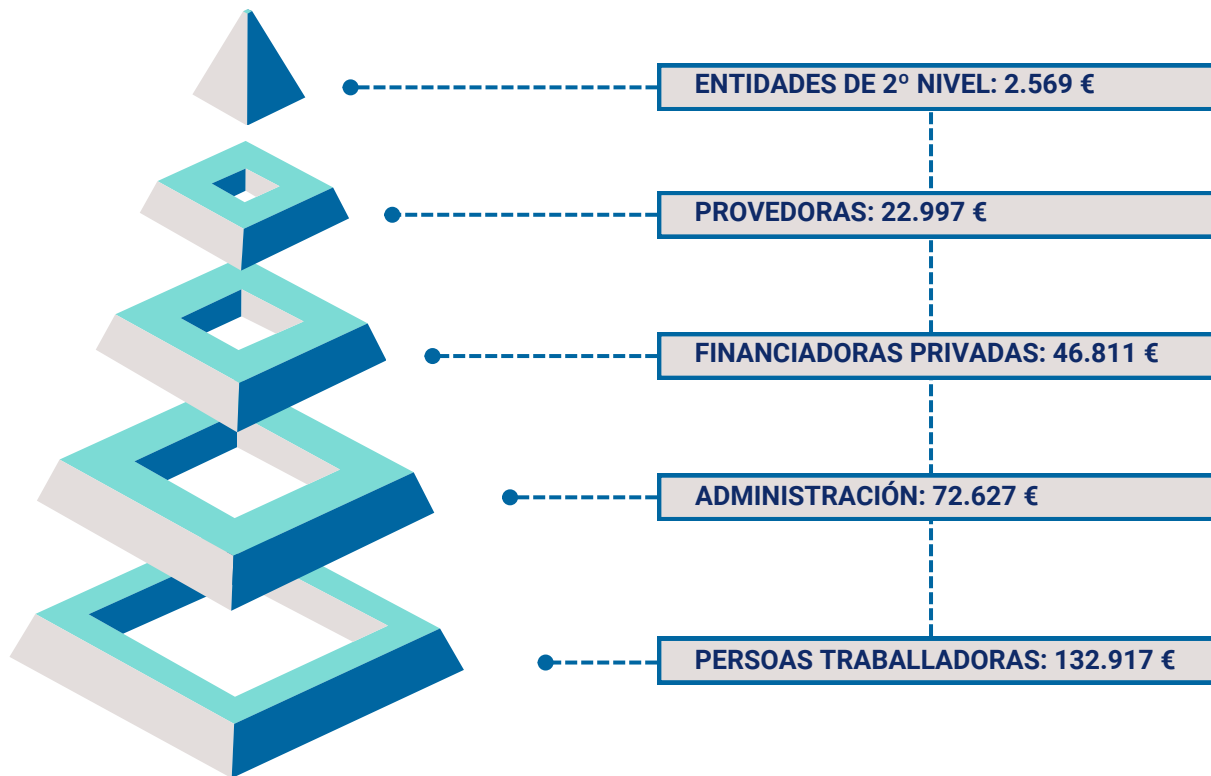 ENTIDADES DE 2º NIVEL: 2.569 €
PROVEDORAS: 22.997 €
FINANCIADORAS PRIVADAS: 46.811 €
ADMINISTRACIÓN: 72.627 €
PERSOAS TRABALLADORAS: 132.917 €